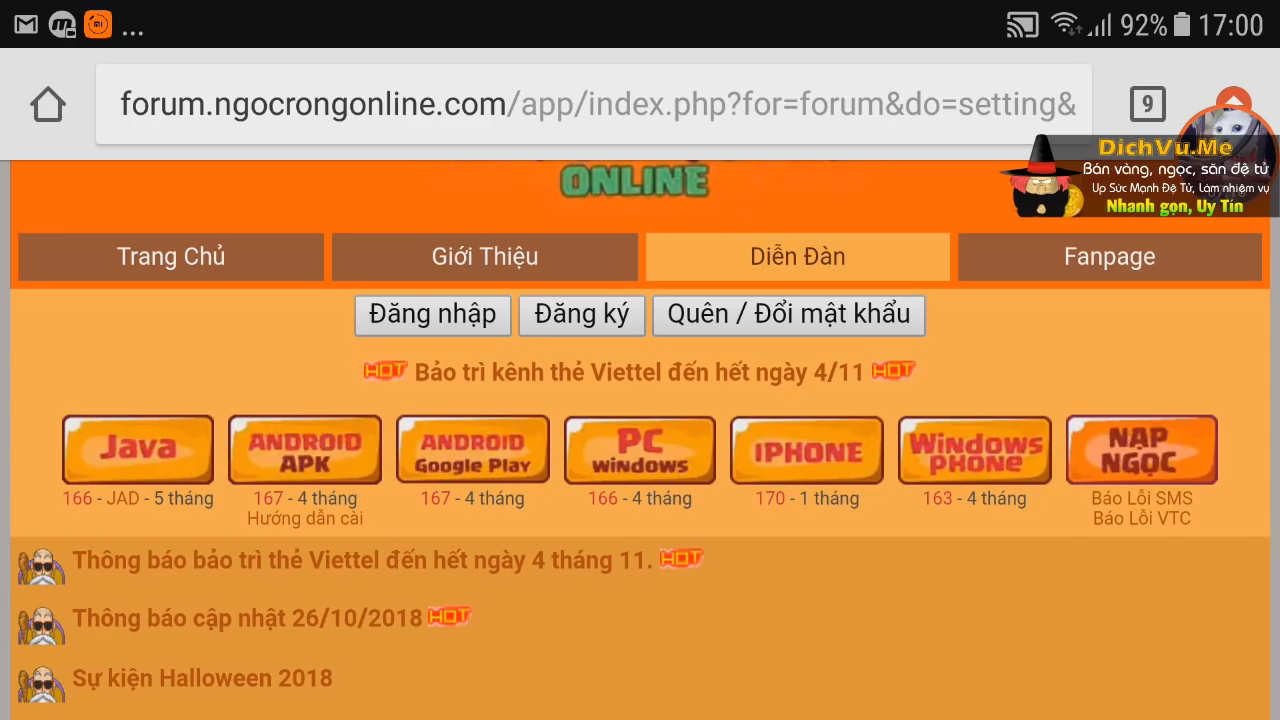 ... 92% 17:00
forum.ngocrongonline.com/app/index.php?for=forum&do=setting&
9
DichVu.Me
Bán vàng, ngọc, săn đệ tử
Up Sức Mạnh Đệ Tử, Làm nhiệm vụ
Nhanh gọn, Uy Tín
ONLINE
Trang Chủ Giới Thiệu Diễn Đàn Fanpage
Đăng nhập Đăng ký Quên / Đổi mật khẩu
HOT Bảo trì kênh thẻ Viettel đến hết ngày 4/11 HOT
Java
166 - JAD - 5 tháng
ANDROID
APK
167 - 4 tháng
Hướng dẫn cài
ANDROID
Google Play
167 - 4 tháng
PC
WINDOWS
166 - 4 tháng
IPHONE
170 - 1 tháng
WINDOWS
PHONE
163 - 4 tháng
NẠP
NGỌC
Báo Lỗi SMS
Báo Lỗi VTC
Thông báo bảo trì thẻ Viettel đến hết ngày 4 tháng 11. HOT
Thông báo cập nhật 26/10/2018 HOT
Sự kiện Halloween 2018